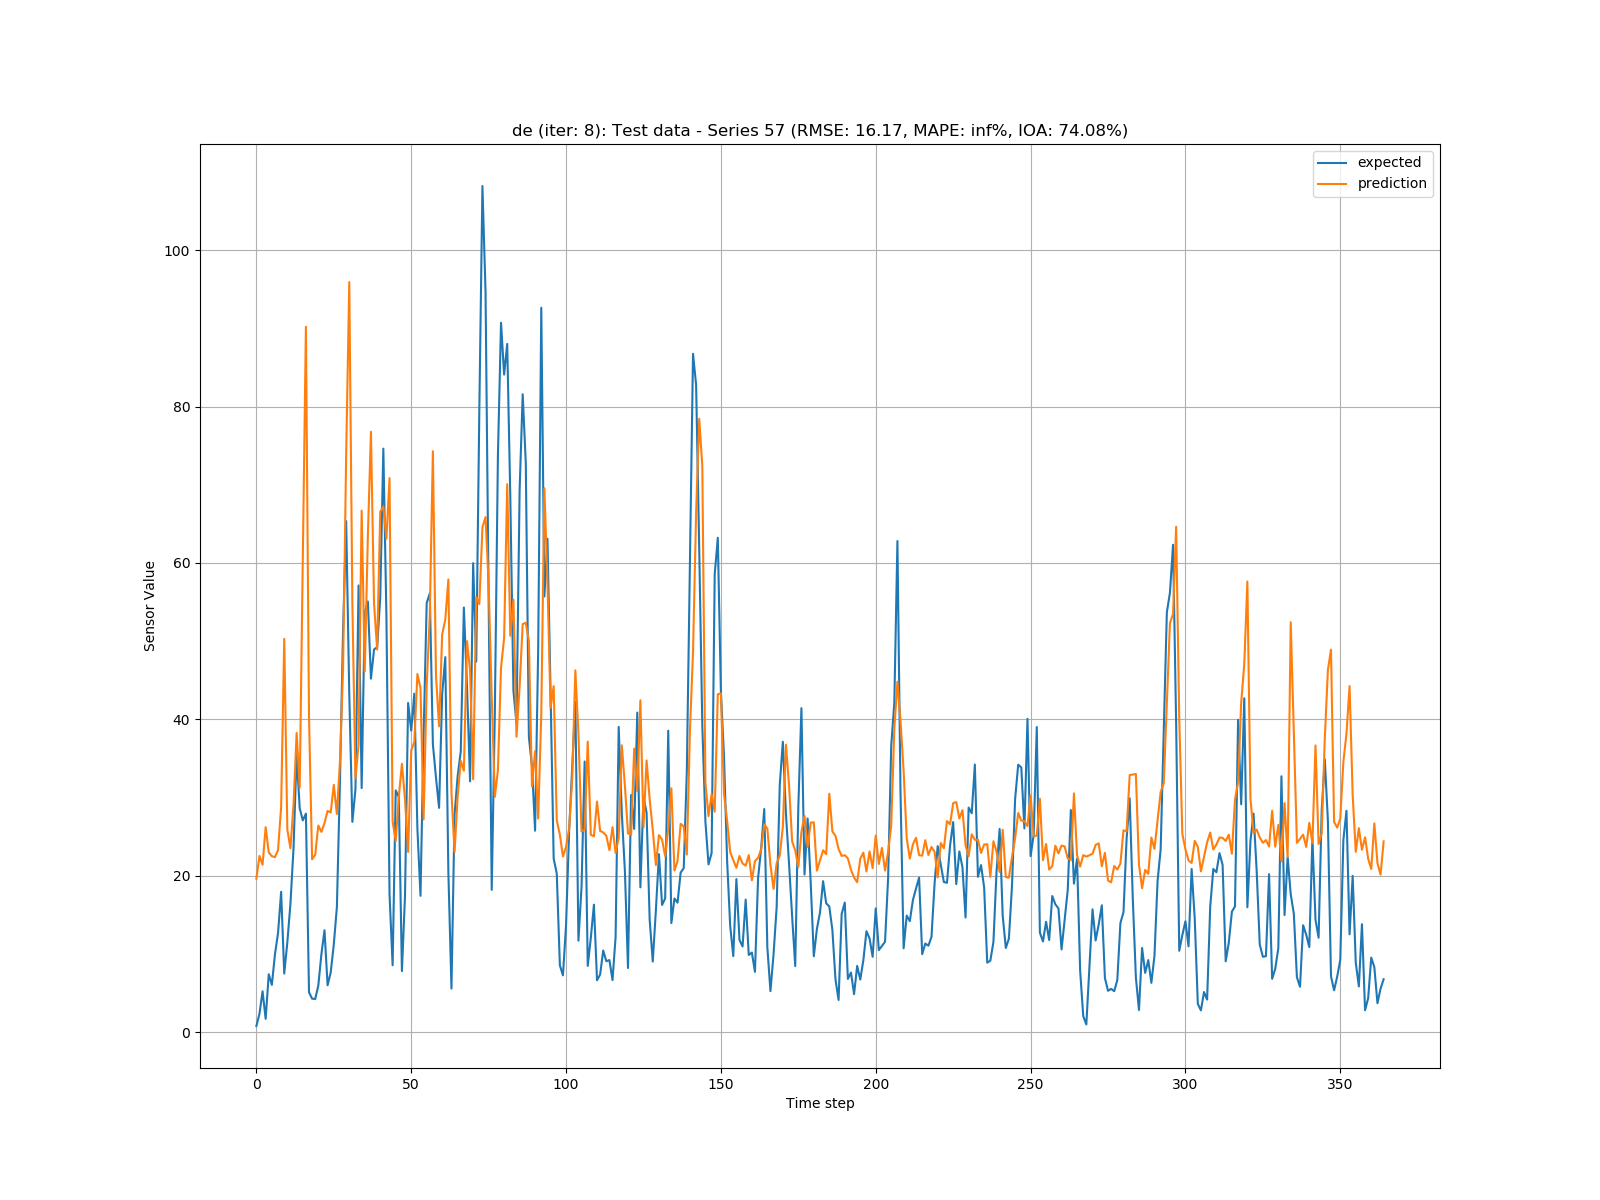 de (iter: 8): Test data - Series 57 (RMSE: 16.17, MAPE: inf%, IOA: 74.08%)
expected
prediction
100
80
60
40
20
0
Sensor Value
0 50 100 150 200 250 300 350
Time step